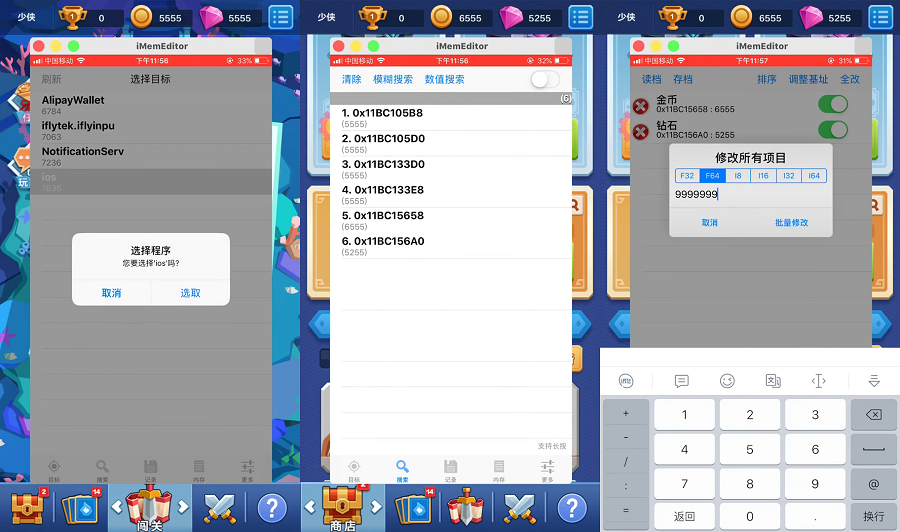 少侠 1 0 5555 5555
iMemEditor
中国移动 下午11:56 33%
刷新 选择目标
AlipayWallet
6784
iflytek.iflyinpu
7063
NotificationServ
7236
ios
7835
选择程序
您要选择'ios'吗?
取消 选取
目标 搜索 记录 内存 更多
2 14
闯关
?
少侠 1 0 6555 5255
iMemEditor
中国移动 下午11:56 32%
清除 模糊搜索 数值搜索
(6)
1. 0x11BC105B8
(5555)
2. 0x11BC105D0
(5555)
3. 0x11BC133D0
(5555)
4. 0x11BC133E8
(5555)
5. 0x11BC15658
(6555)
6. 0x11BC156A0
(5255)
支持长按
目标 搜索 记录 内存 更多
2 14
商店
?
少侠 1 0 6555 5255
iMemEditor
中国移动 下午11:57 31%
读档 存档 排序 调整基址 全改
金币
0x11BC15658 : 6555
钻石
0x11BC156A0 : 5255
修改所有项目
F32 F64 I8 I16 I32 I64
9999999
取消 批量修改
+ 1 2 3
-
4 5 6
/
7 8 9 @
:
= 返回 0 . 换行